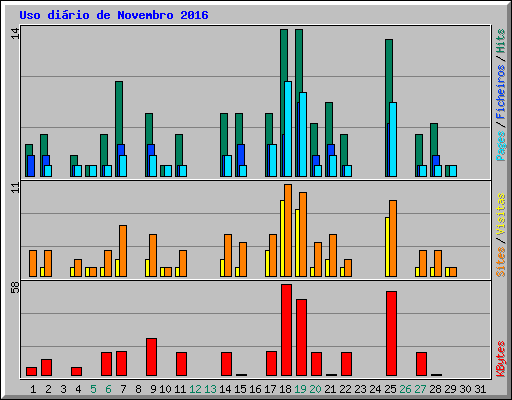 Uso diário de Novembro 2016
14
Pages / Ficheiros / Hits
11
Sites / Visitas
58
KBytes
1 2 3 4 5 6 7 8 9 10 11 12 13 14 15 16 17 18 19 20 21 22 23 24 25 26 27 28 29 30 31